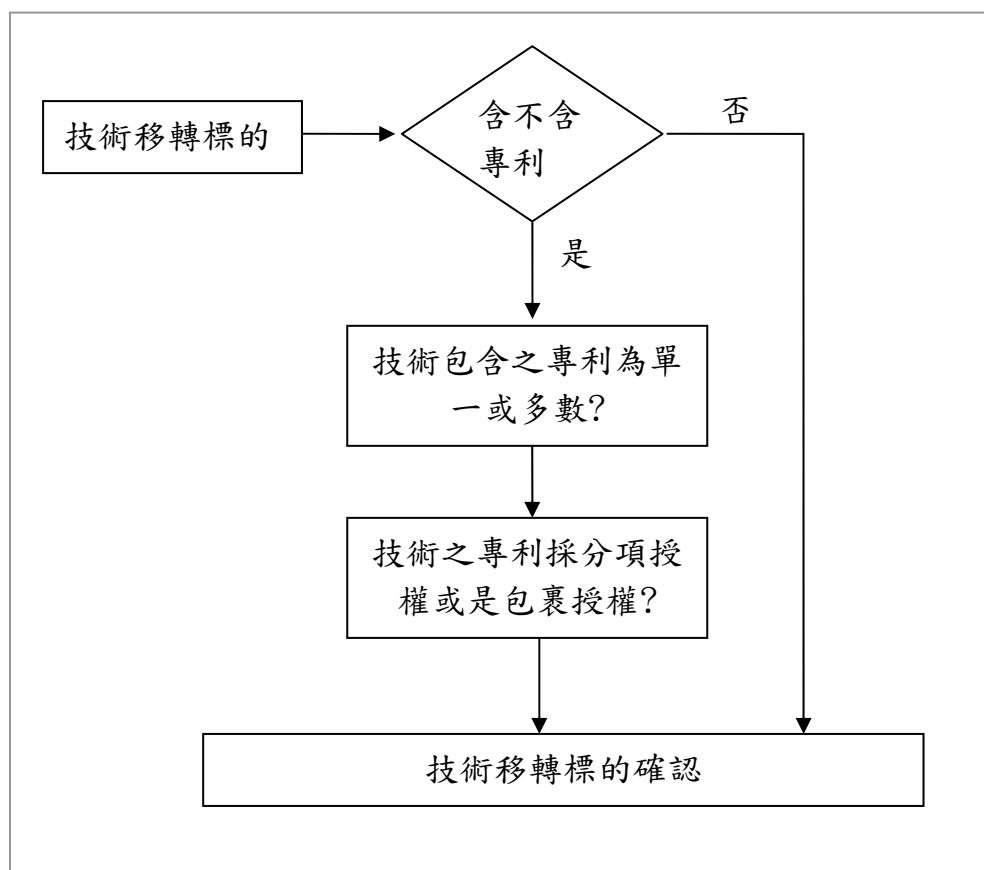 技術移轉標的
含不含
專利
否
是
技術包含之專利為單
一或多數?
技術之專利採分項授
權或是包裹授權?
技術移轉標的確認